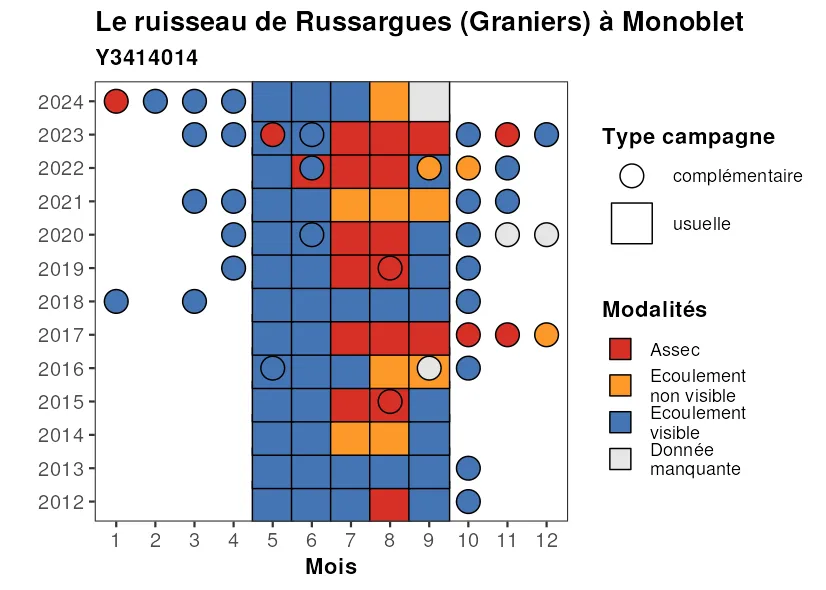 Le ruisseau de Russargues (Graniers) à Monoblet
Y3414014
2024
2023
2022
2021
2020
2019
2018
2017
2016
2015
2014
2013
2012
1 2 3 4 5 6 7 8 9 10 11 12
Mois
Type campagne
complémentaire
usuelle
Modalités
Assec
Ecoulement
non visible
Ecoulement
visible
Donnée
manquante